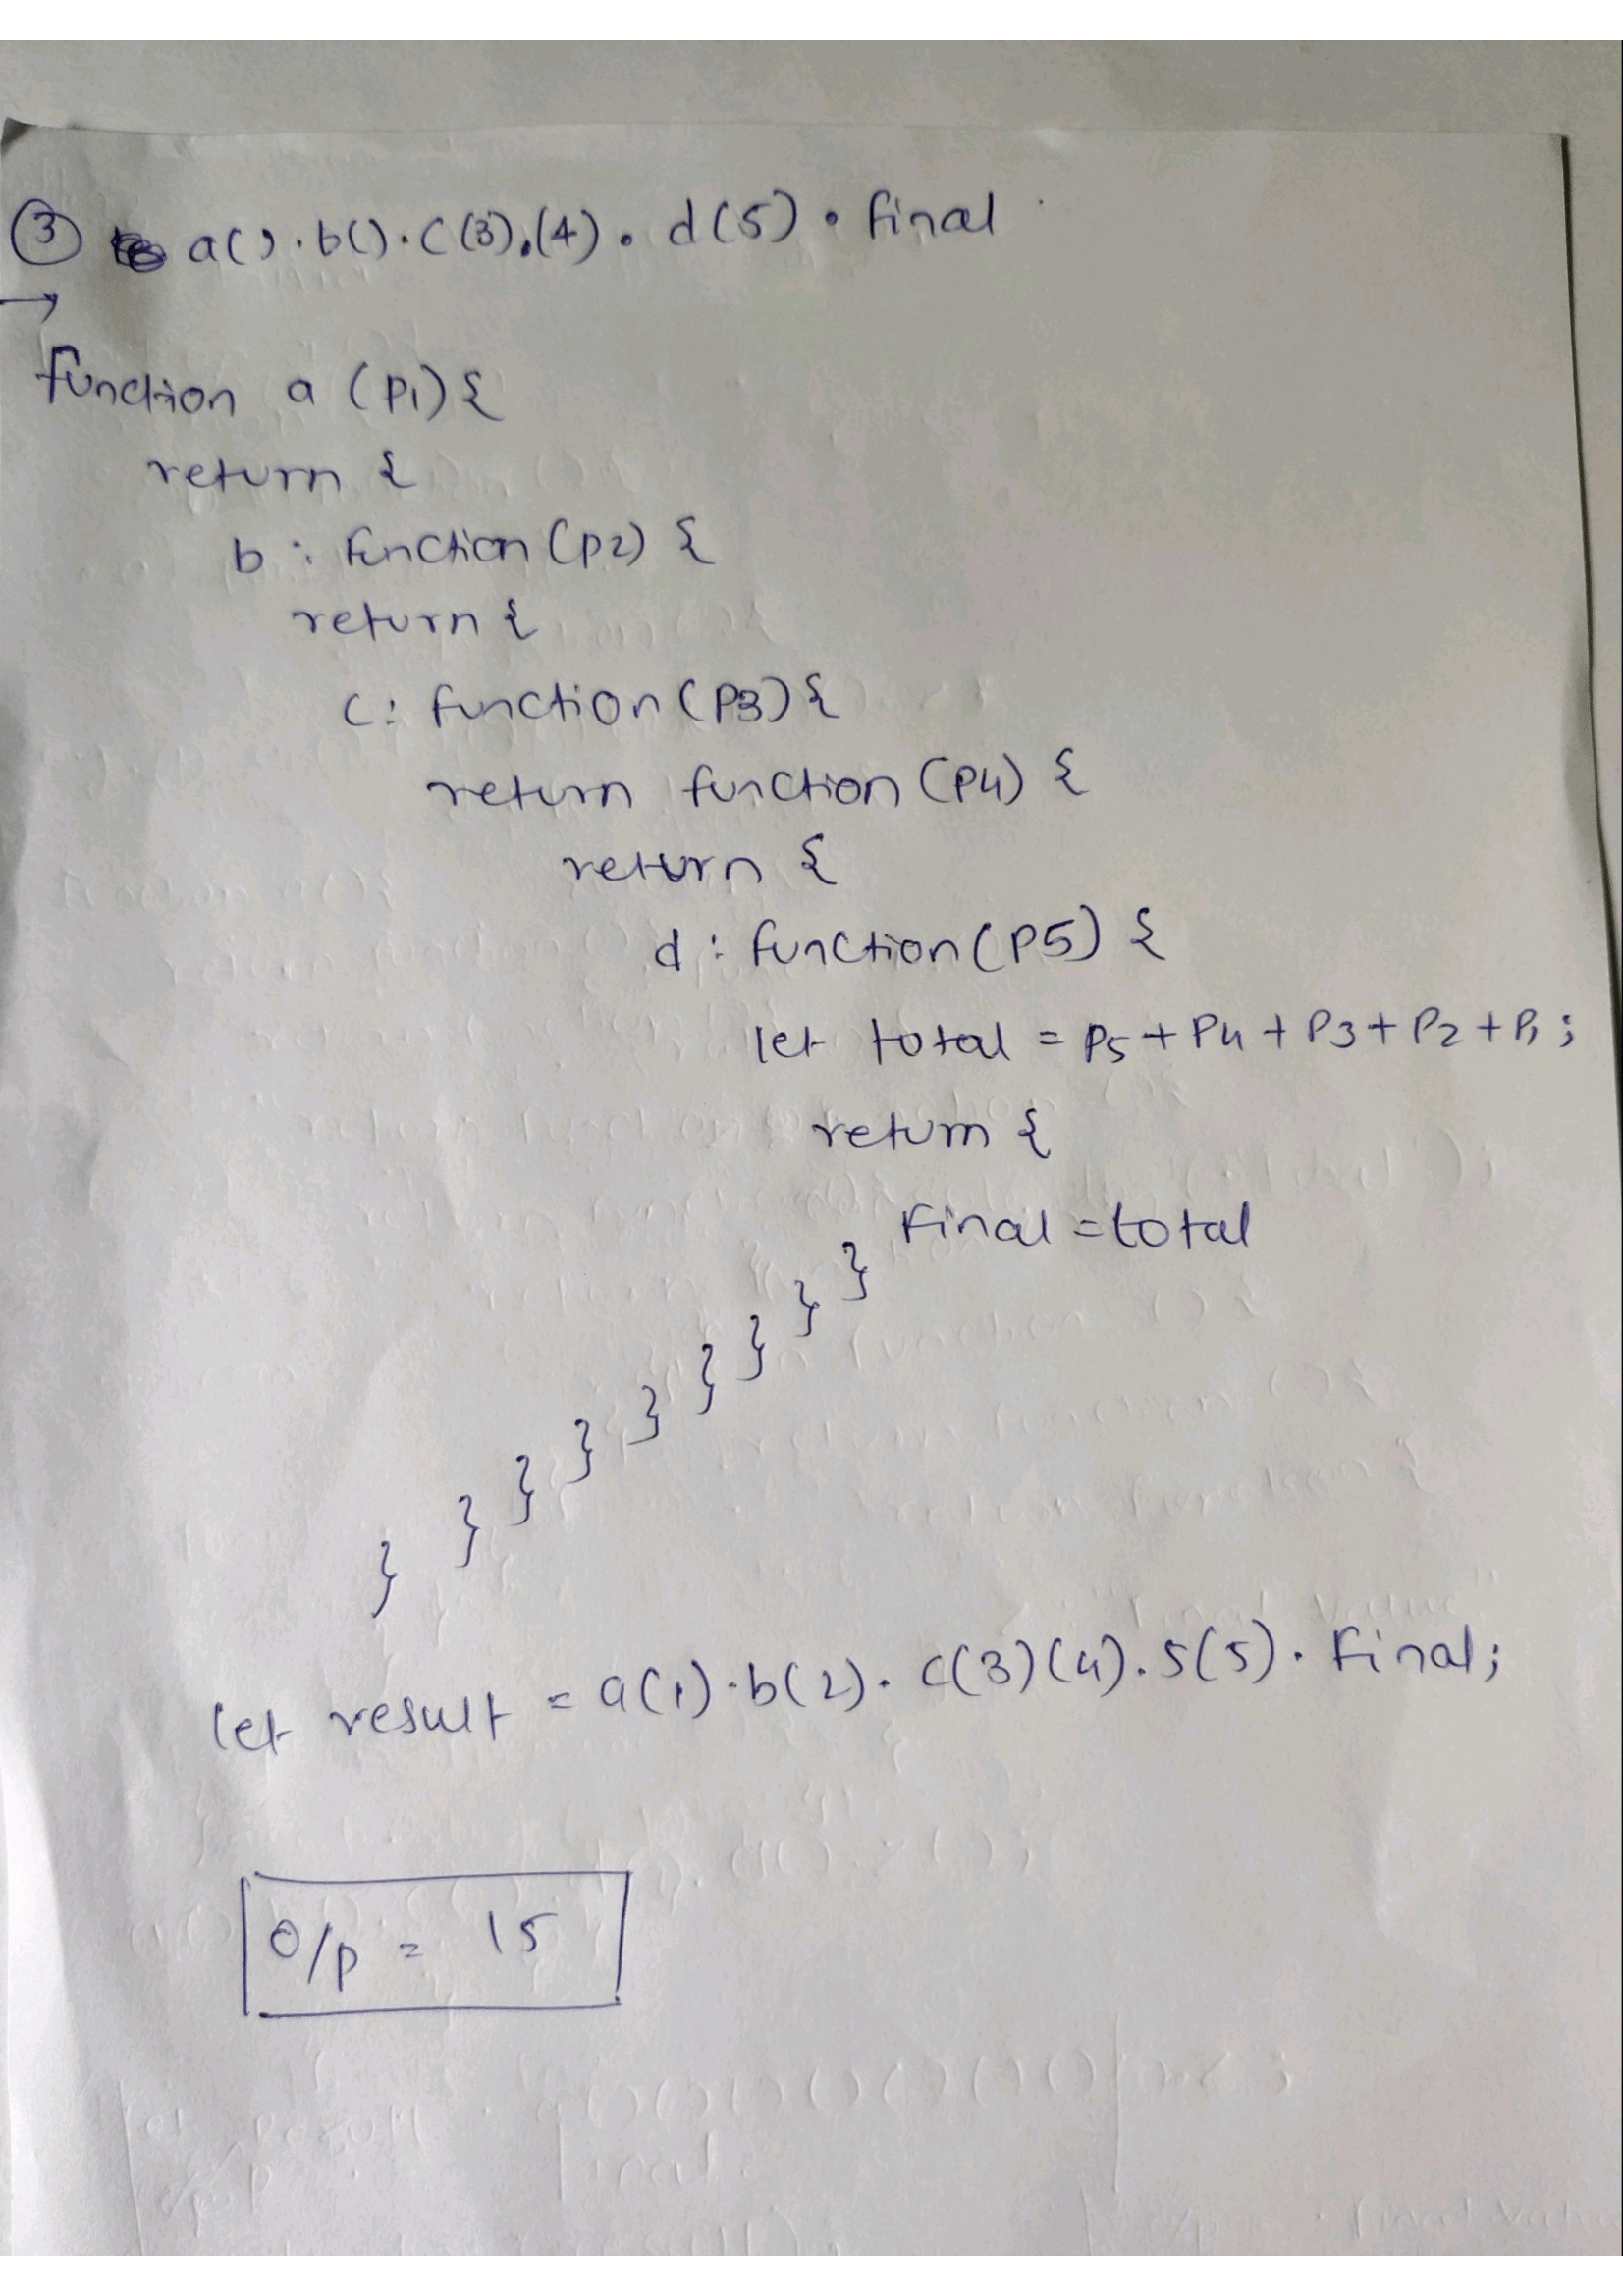 ③ a().b().c(3).(4). d(5). final
→
function a (p1){
return {
b : function (p2) {
return {
c: function (p3){
return function (p4) {
return {
d : function (p5) {
let total = p5 + p4 + p3 + p2 + p1 ;
return {
final = total
}
}
}
}
}
}
}
}
}
let result = a(1).b(2). c(3)(4).5(5). final;
O/p = 15